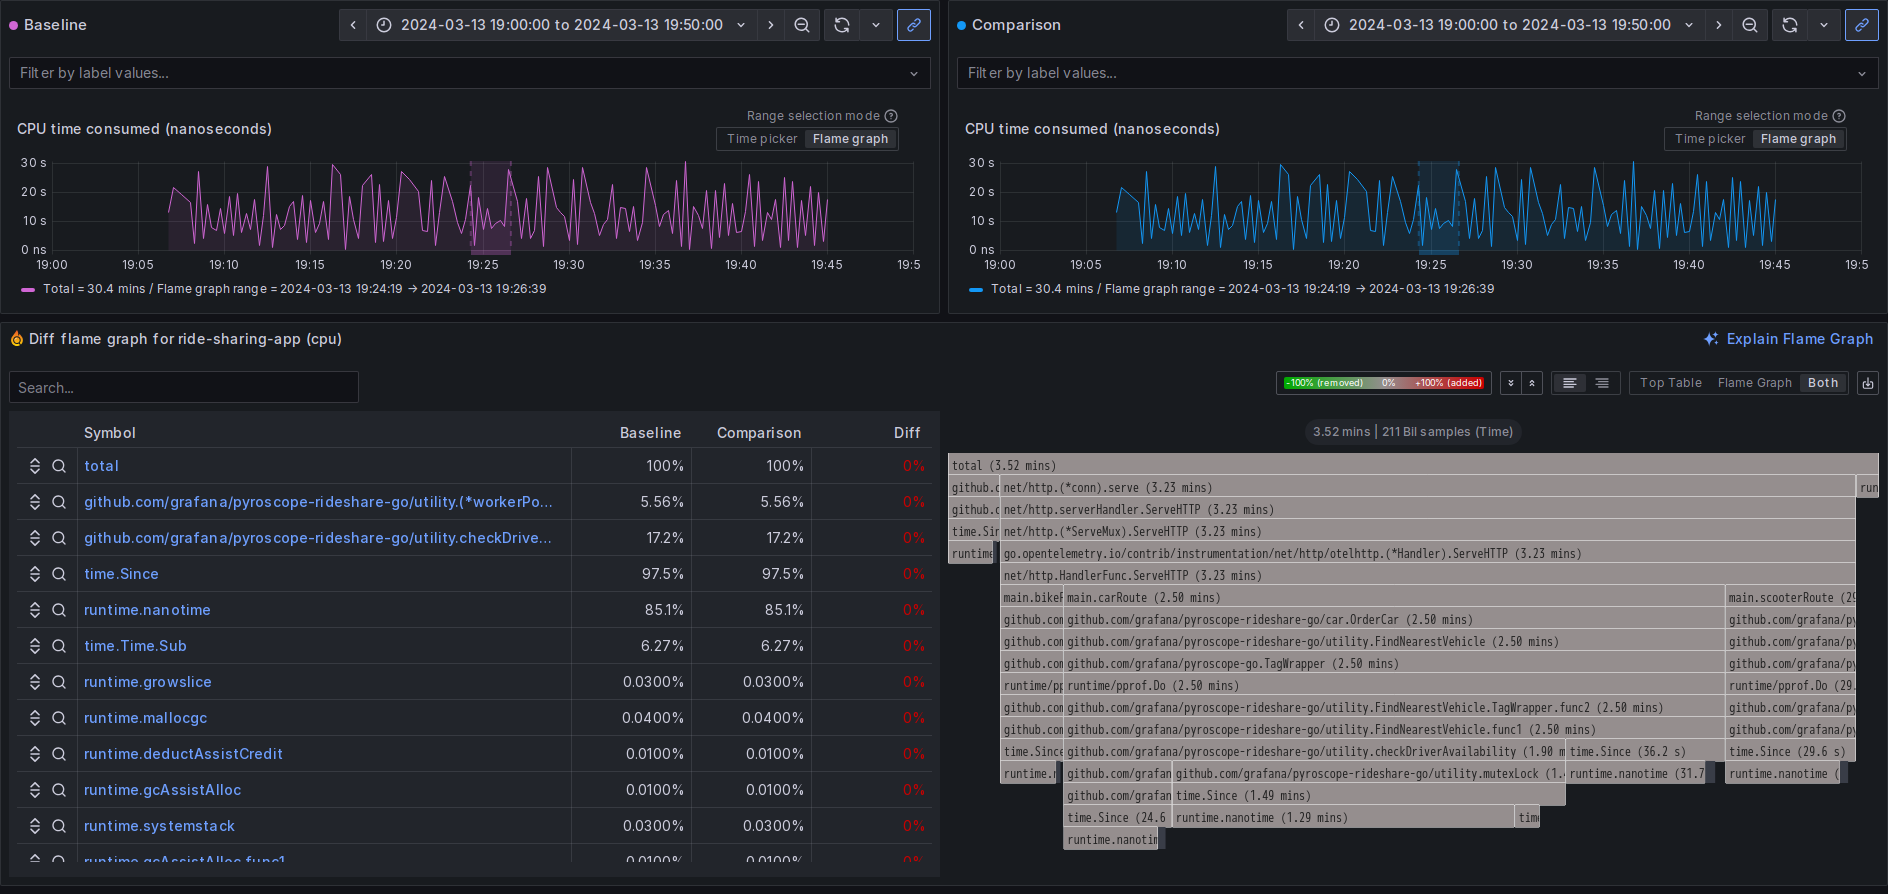 Baseline
2024-03-13 19:00:00 to 2024-03-13 19:50:00
Filter by label values...
Range selection mode
CPU time consumed (nanoseconds)
Time picker Flame graph
30 s
20 s
10 s
0 ns
19:00 19:05 19:10 19:15 19:20 19:25 19:30 19:35 19:40 19:45 19:5
Total = 30.4 mins / Flame graph range = 2024-03-13 19:24:19 → 2024-03-13 19:26:39
Comparison
2024-03-13 19:00:00 to 2024-03-13 19:50:00
Filter by label values...
Range selection mode
CPU time consumed (nanoseconds)
Time picker Flame graph
30 s
20 s
10 s
0 ns
19:00 19:05 19:10 19:15 19:20 19:25 19:30 19:35 19:40 19:45 19:5
Total = 30.4 mins / Flame graph range = 2024-03-13 19:24:19 → 2024-03-13 19:26:39
Diff flame graph for ride-sharing-app (cpu)
Explain Flame Graph
Search...
-100% (removed) 0% +100% (added)
Top Table Flame Graph Both
Symbol Baseline Comparison Diff
total 100% 100% 0%
github.com/grafana/pyroscope-rideshare-go/utility.(*workerPo... 5.56% 5.56% 0%
github.com/grafana/pyroscope-rideshare-go/utility.checkDrive... 17.2% 17.2% 0%
time.Since 97.5% 97.5% 0%
runtime.nanotime 85.1% 85.1% 0%
time.Time.Sub 6.27% 6.27% 0%
runtime.growslice 0.0300% 0.0300% 0%
runtime.mallocgc 0.0400% 0.0400% 0%
runtime.deductAssistCredit 0.0100% 0.0100% 0%
runtime.gcAssistAlloc 0.0100% 0.0100% 0%
runtime.systemstack 0.0300% 0.0300% 0%
runtime.gcAssistAlloc.func1 0.0100% 0.0100% 0%
3.52 mins | 211 Bil samples (Time)
total (3.52 mins)
github.c net/http.(*conn).serve (3.23 mins) run
github.c net/http.serverHandler.ServeHTTP (3.23 mins)
time.Sin net/http.(*ServeMux).ServeHTTP (3.23 mins)
runtime go.opentelemetry.io/contrib/instrumentation/net/http/otelhttp.(*Handler).ServeHTTP (3.23 mins)
net/http.HandlerFunc.ServeHTTP (3.23 mins)
main.bikeR main.carRoute (2.50 mins) main.scooterRoute (29
github.com github.com/grafana/pyroscope-rideshare-go/car.OrderCar (2.50 mins) github.com/grafana/py
github.com github.com/grafana/pyroscope-rideshare-go/utility.FindNearestVehicle (2.50 mins) github.com/grafana/py
github.com github.com/grafana/pyroscope-go.TagWrapper (2.50 mins) github.com/grafana/py
runtime/pp runtime/pprof.Do (2.50 mins) runtime/pprof.Do (29.
github.com github.com/grafana/pyroscope-rideshare-go/utility.FindNearestVehicle.TagWrapper.func2 (2.50 mins) github.com/grafana/py
github.com github.com/grafana/pyroscope-rideshare-go/utility.FindNearestVehicle.func1 (2.50 mins) github.com/grafana/py
time.Since github.com/grafana/pyroscope-rideshare-go/utility.checkDriverAvailability (1.90 m time.Since (36.2 s) time.Since (29.6 s)
runtime.n github.com/grafan github.com/grafana/pyroscope-rideshare-go/utility.mutexLock (1.4 runtime.nanotime (31.7 runtime.nanotime (
github.com/grafan time.Since (1.49 mins)
time.Since (24.6 runtime.nanotime (1.29 mins) time
runtime.nanotim